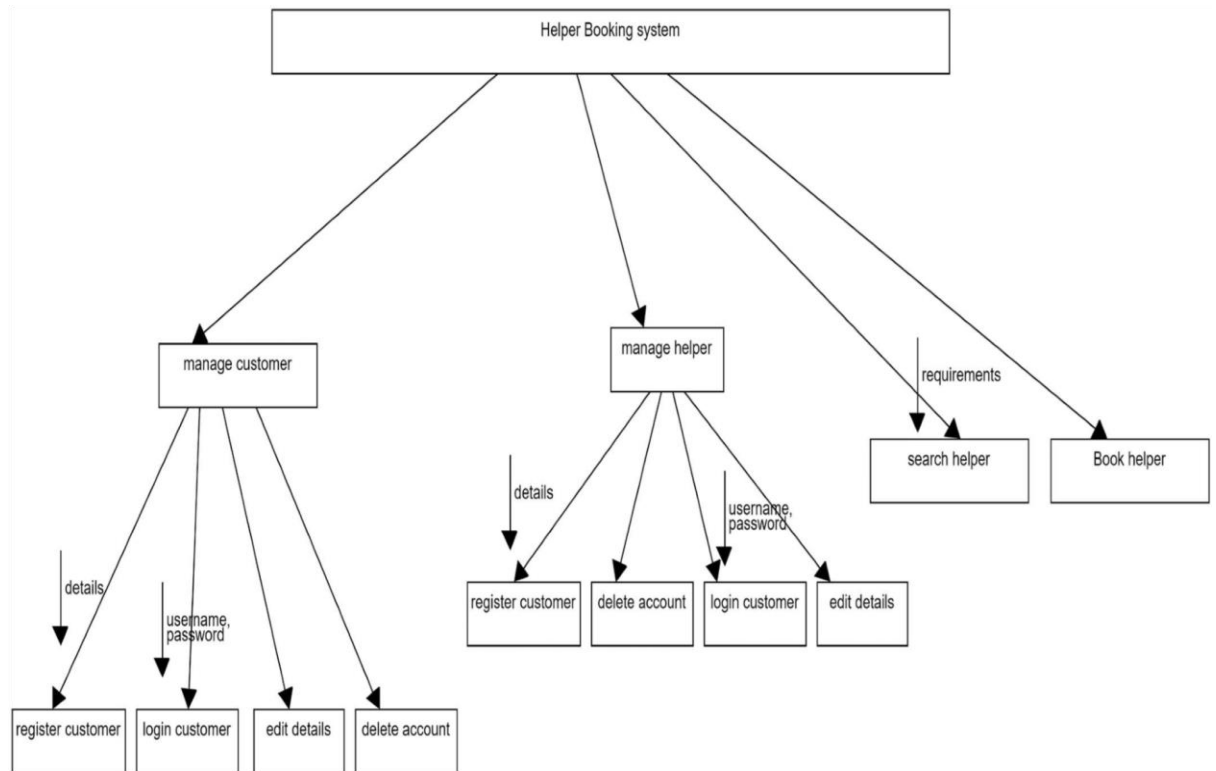 Helper Booking system
manage customer
manage helper
requirements
search helper
Book helper
details
username,
password
register customer
delete account
login customer
edit details
details
username,
password
register customer
login customer
edit details
delete account